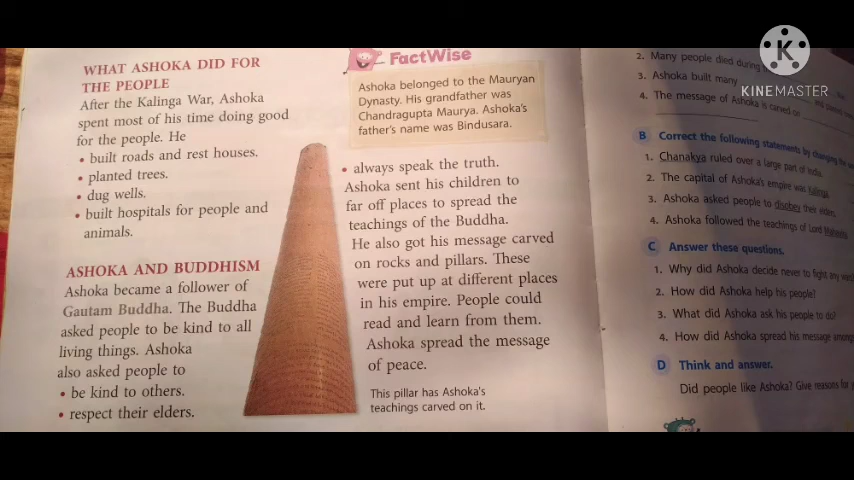 WHAT ASHOKA DID FOR
THE PEOPLE
After the Kalinga War, Ashoka
spent most of his time doing good
for the people. He
• built roads and rest houses.
• planted trees.
• dug wells.
• built hospitals for people and
animals.
ASHOKA AND BUDDHISM
Ashoka became a follower of
Gautam Buddha. The Buddha
asked people to be kind to all
living things. Ashoka
also asked people to
• be kind to others.
• respect their elders.
FactWise
Ashoka belonged to the Mauryan
Dynasty. His grandfather was
Chandragupta Maurya. Ashoka's
father's name was Bindusara.
• always speak the truth.
Ashoka sent his children to
far off places to spread the
teachings of the Buddha.
He also got his message carved
on rocks and pillars. These
were put up at different places
in his empire. People could
read and learn from them.
Ashoka spread the message
of peace.
This pillar has Ashoka's
teachings carved on it.
2. Many people died during
3. Ashoka built many
4. The message of Ashoka is carved on
B Correct the following statements by changing the
1. Chanakya ruled over a large part of India.
2. The capital of Ashoka's empire was Kalinga.
3. Ashoka asked people to disobey their elders.
4. Ashoka followed the teachings of Lord
C Answer these questions.
1. Why did Ashoka decide never to fight any
2. How did Ashoka help his people?
3. What did Ashoka ask his people to do?
4. How did Ashoka spread his message among
D Think and answer.
Did people like Ashoka? Give reasons for
K
KINEMASTER